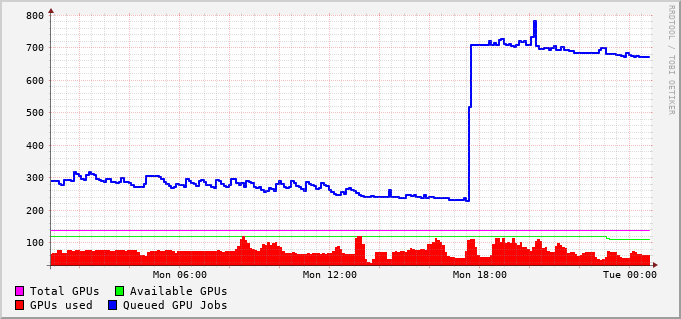 800
700
600
500
400
300
200
100
Mon 06:00 Mon 12:00 Mon 18:00 Tue 00:00
Total GPUs Available GPUs
GPUs used Queued GPU Jobs
RRDTOOL / TOBI OETIKER